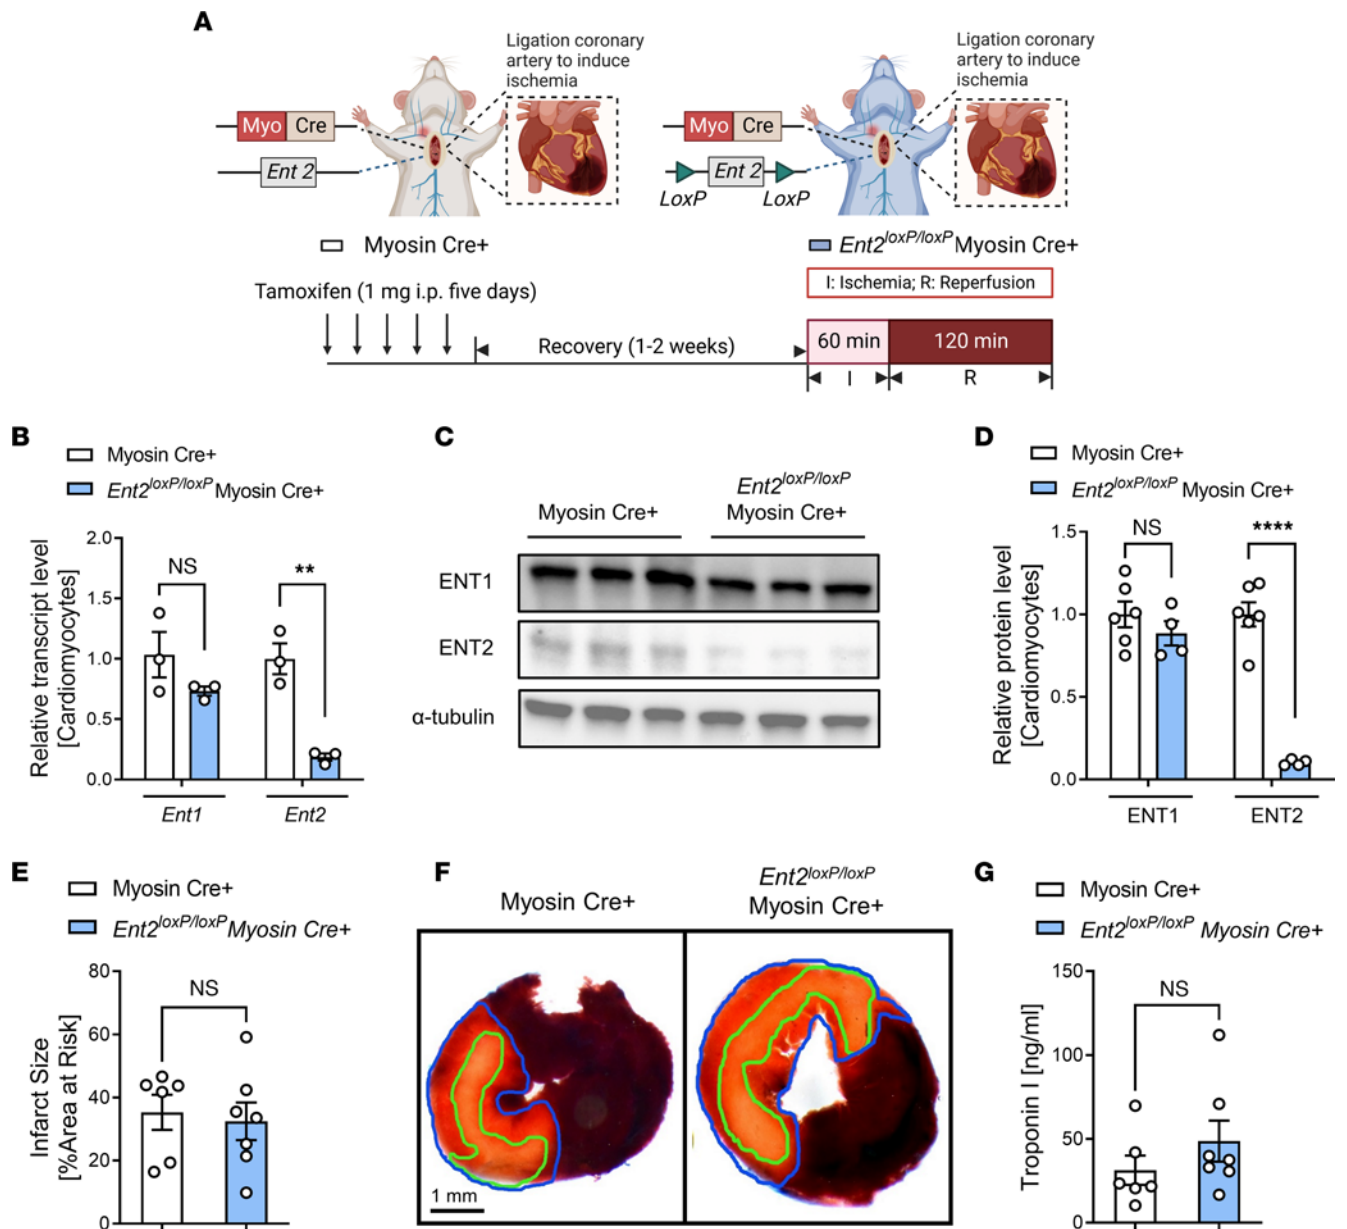 A
Ligation coronary
artery to induce
ischemia
Myo Cre
Ent 2
Myosin Cre+
Ligation coronary
artery to induce
ischemia
Myo Cre
Ent 2
LoxP LoxP
Ent2loxP/loxP Myosin Cre+
I: Ischemia; R: Reperfusion
Tamoxifen (1 mg i.p. five days)
Recovery (1-2 weeks)
60 min 120 min
I R
B
Myosin Cre+
Ent2loxP/loxP Myosin Cre+
Relative transcript level
[Cardiomyocytes]
2.0
1.5
1.0
0.5
0.0
NS
**
Ent1 Ent2
C
Myosin Cre+
Ent2loxP/loxP
Myosin Cre+
ENT1
ENT2
α-tubulin
D
Myosin Cre+
Ent2loxP/loxP Myosin Cre+
Relative protein level
[Cardiomyocytes]
1.5
1.0
0.5
0.0
NS
****
ENT1 ENT2
E
Myosin Cre+
Ent2loxP/loxP Myosin Cre+
Infarct Size
[%Area at Risk]
80
60
40
20
0
NS
F
Myosin Cre+
Ent2loxP/loxP
Myosin Cre+
1 mm
G
Myosin Cre+
Ent2loxP/loxP Myosin Cre+
Troponin I [ng/ml]
150
100
50
0
NS